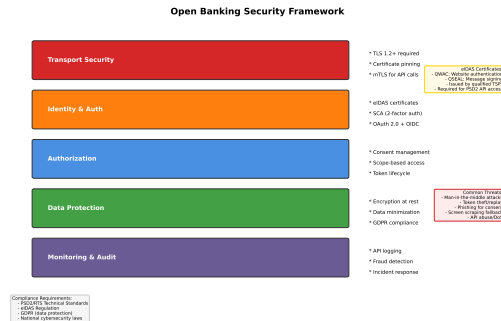 Open Banking Security Framework
Transport Security
* TLS 1.2+ required
* Certificate pinning
* mTLS for API calls
eIDAS Certificates
- QWAC: Website authentication
- QSEAL: Message signing
- Issued by qualified TSPs
- Required for PSD2 API access
Identity & Auth
* eIDAS certificates
* SCA (2-factor auth)
* OAuth 2.0 + OIDC
Authorization
* Consent management
* Scope-based access
* Token lifecycle
Data Protection
* Encryption at rest
* Data minimization
* GDPR compliance
Common Threats
- Man-in-the-middle attacks
- Token theft/replay
- Phishing for consent
- Screen scraping fallback
- API abuse/DoS
Monitoring & Audit
* API logging
* Fraud detection
* Incident response
Compliance Requirements:
- PSD2/RTS Technical Standards
- eIDAS Regulation
- GDPR (data protection)
- National cybersecurity laws